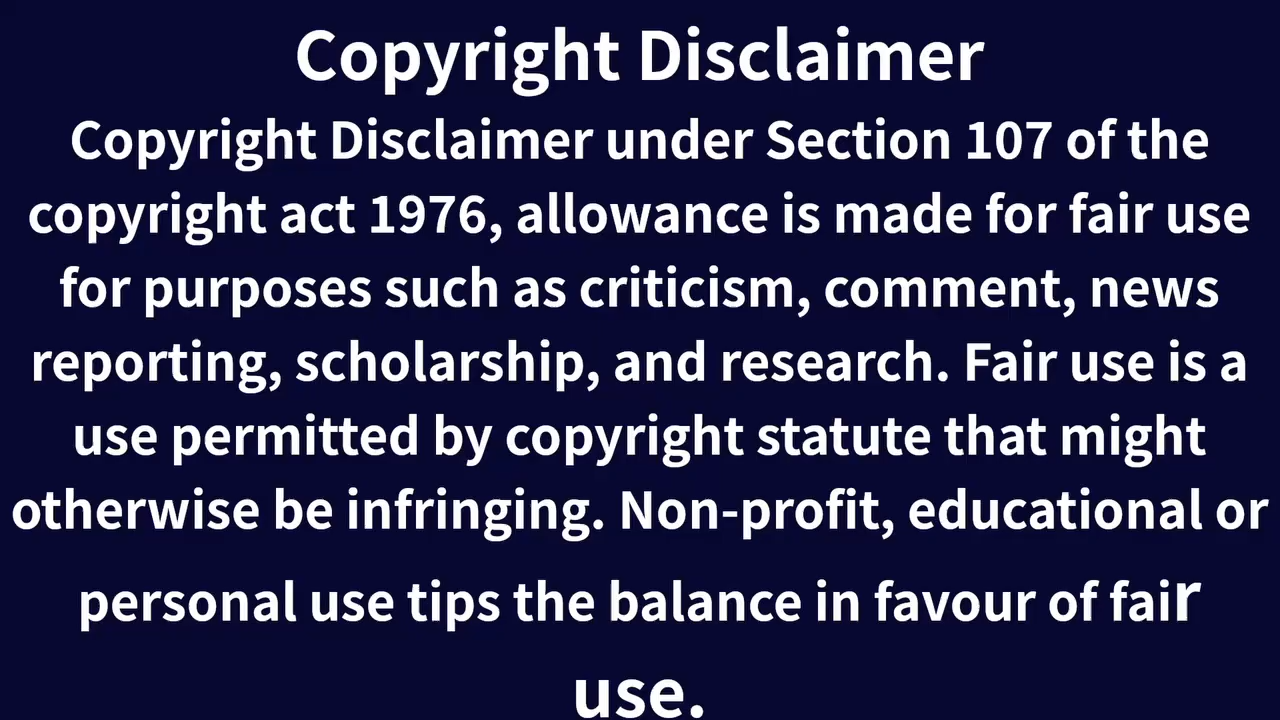 Copyright Disclaimer
Copyright Disclaimer under Section 107 of the
copyright act 1976, allowance is made for fair use
for purposes such as criticism, comment, news
reporting, scholarship, and research. Fair use is a
use permitted by copyright statute that might
otherwise be infringing. Non-profit, educational or
personal use tips the balance in favour of fair
use.